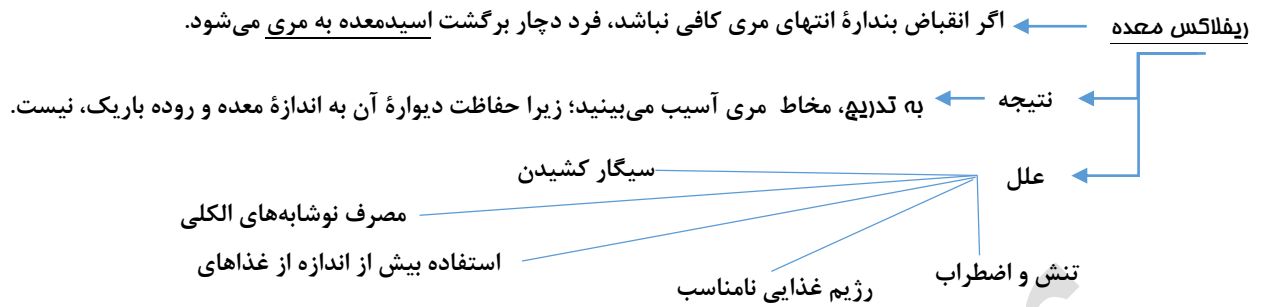 ریفلاکس معده اگر انقباض بندارهٔ انتهای مری کافی نباشد، فرد دچار برگشت اسیدمعده به مری می‌شود.
نتیجه به تدریج، مخاط مری آسیب می‌بینید؛ زیرا حفاظت دیوارهٔ آن به اندازهٔ معده و روده باریک، نیست.
علل
سیگار کشیدن
مصرف نوشابه‌های الکلی
استفاده بیش از اندازه از غذاهای
رژیم غذایی نامناسب
تنش و اضطراب